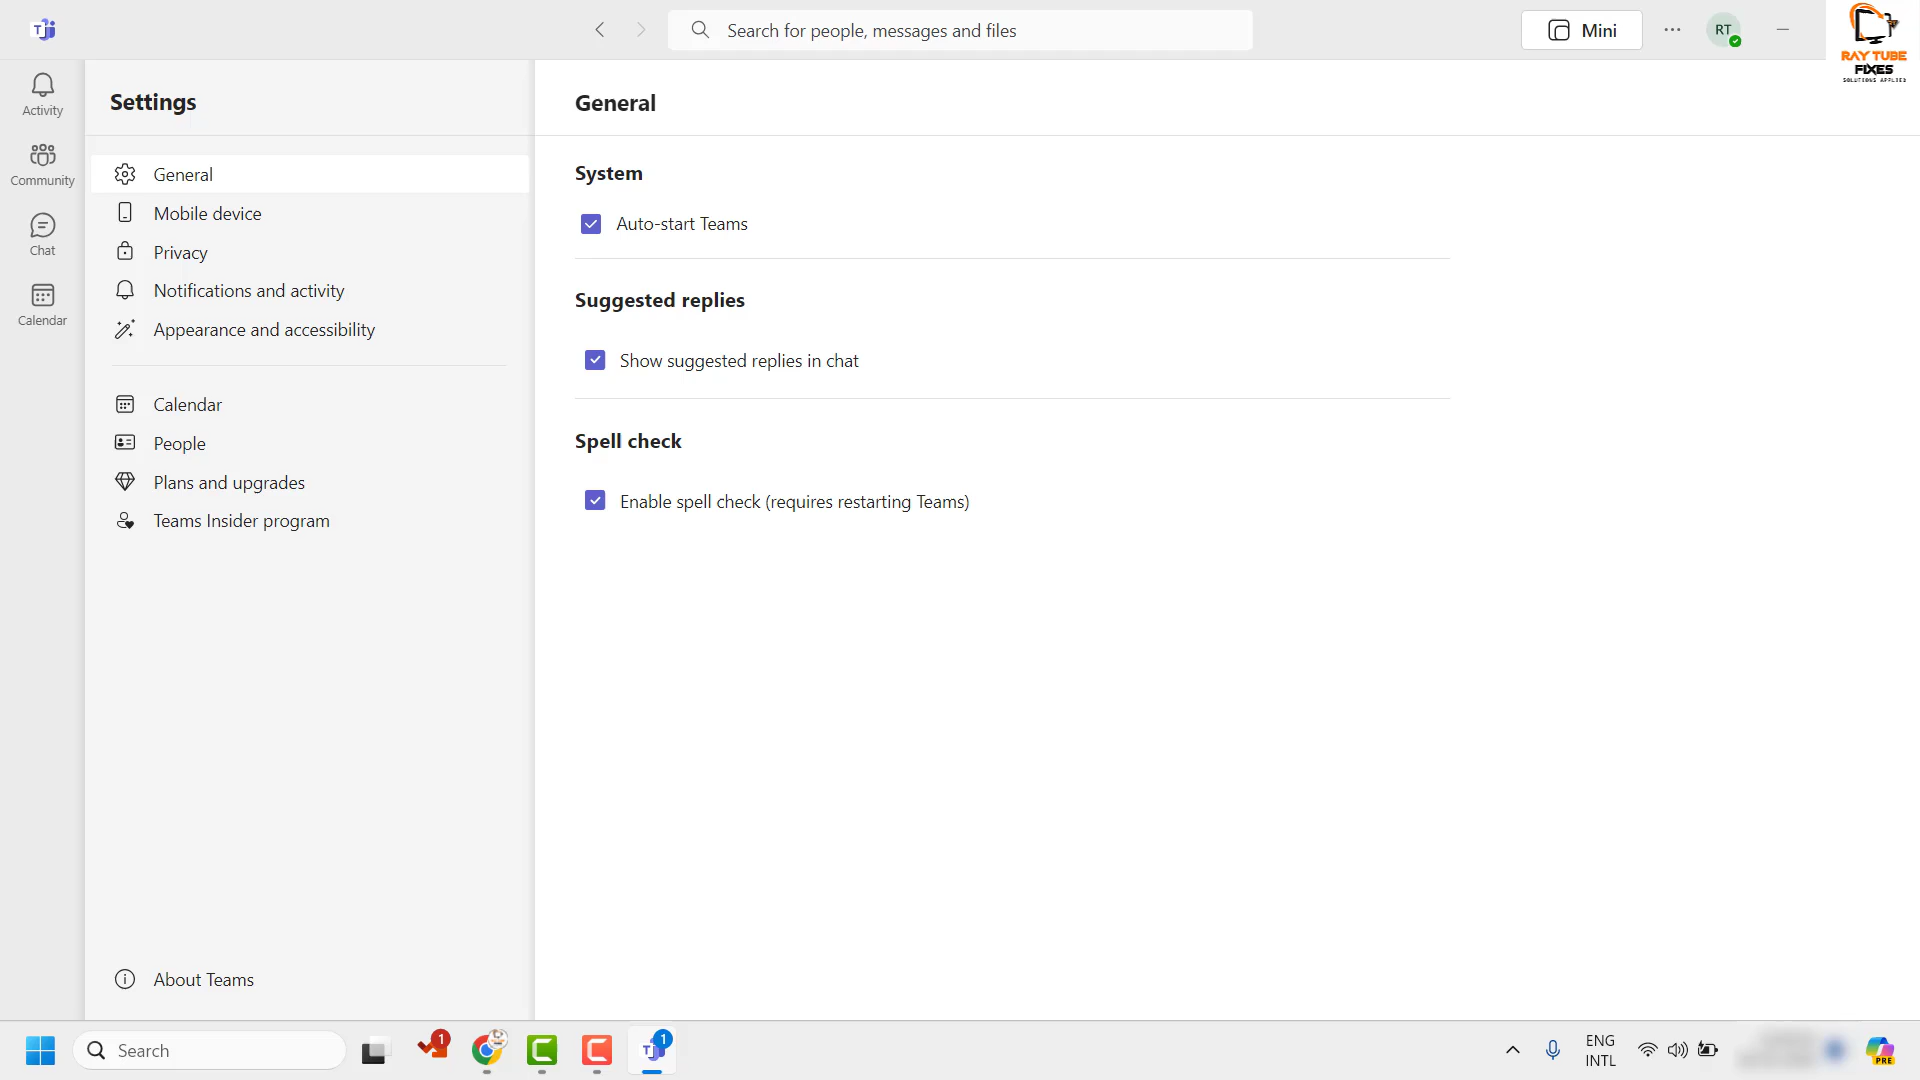 Search for people, messages and files
Mini
RT
RAY TUBE
FIXES
SOLUTIONS APPLIED
Activity
Community
Chat
Calendar
Settings
General
Mobile device
Privacy
Notifications and activity
Appearance and accessibility
Calendar
People
Plans and upgrades
Teams Insider program
About Teams
General
System
Auto-start Teams
Suggested replies
Show suggested replies in chat
Spell check
Enable spell check (requires restarting Teams)
Search
1
1
ENG
INTL
PRE